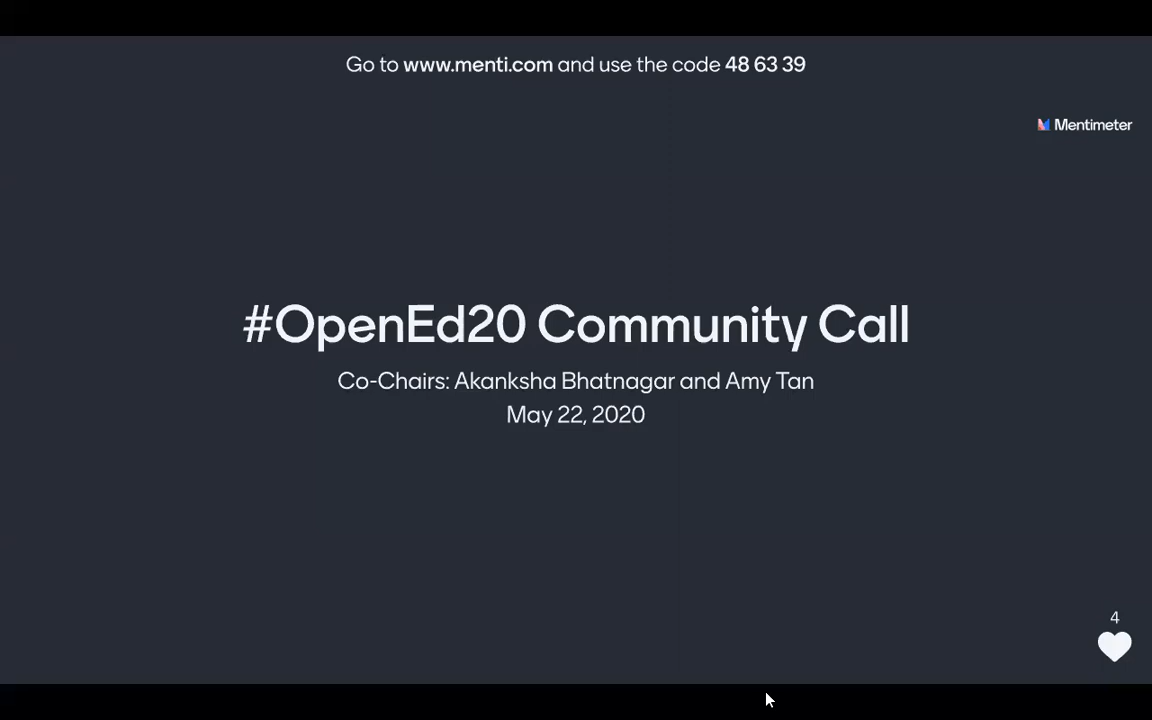 Go to www.menti.com and use the code 48 63 39
Mentimeter
#OpenEd20 Community Call
Co-Chairs: Akanksha Bhatnagar and Amy Tan
May 22, 2020
4